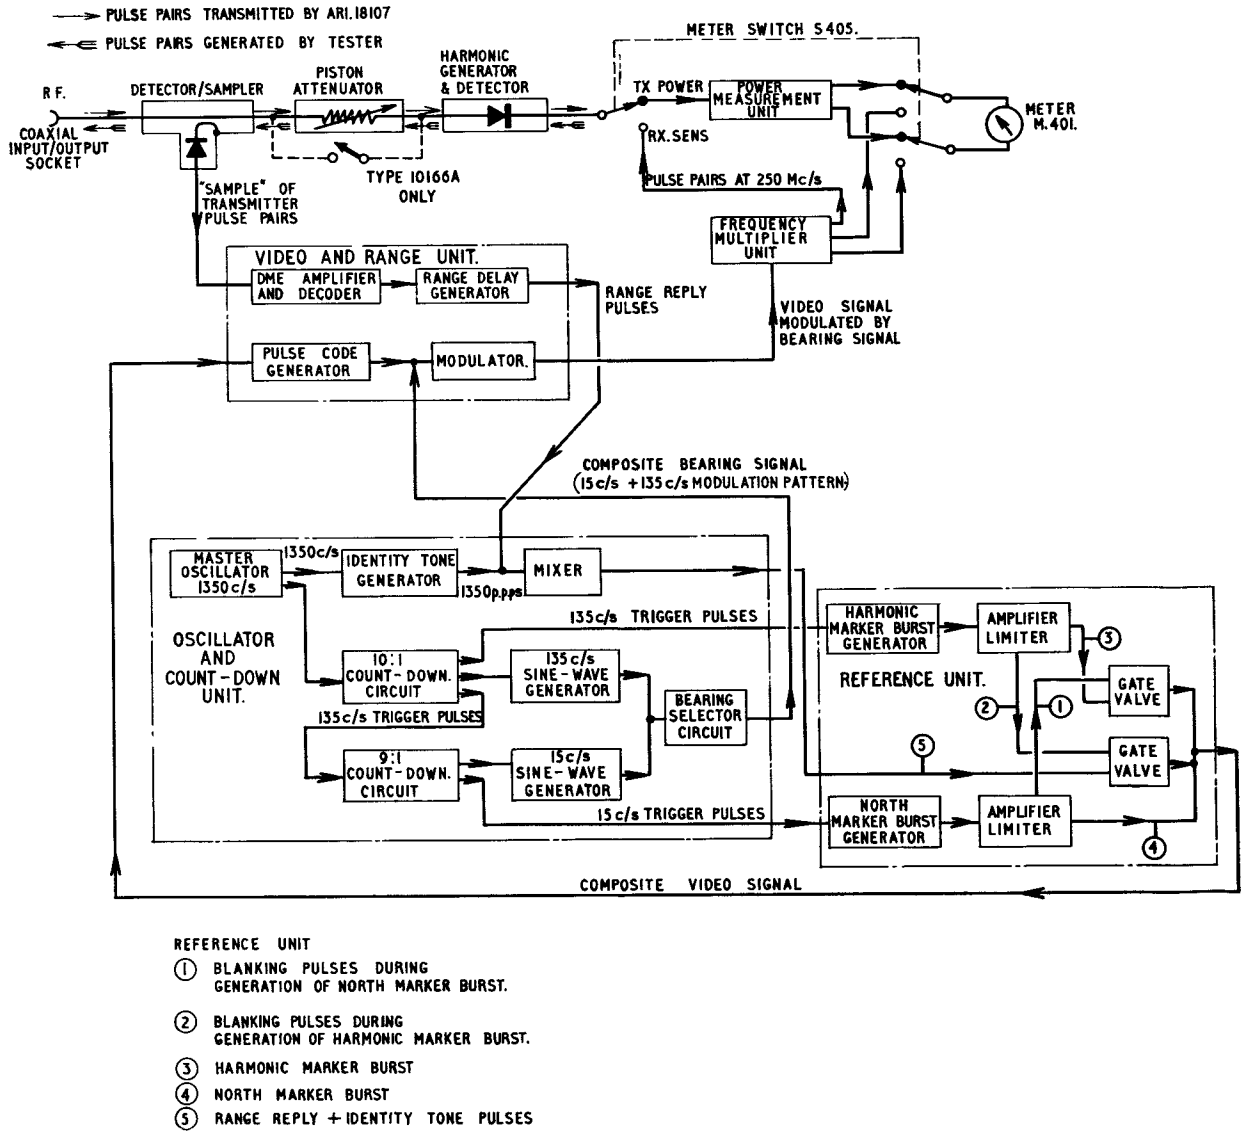 PULSE PAIRS TRANSMITTED BY ARI.18107
PULSE PAIRS GENERATED BY TESTER
METER SWITCH S405.
R F.
DETECTOR/SAMPLER
PISTON
ATTENUATOR
HARMONIC
GENERATOR
& DETECTOR
TX POWER
POWER
MEASUREMENT
UNIT
METER
M.401.
COAXIAL
INPUT/OUTPUT
SOCKET
RX.SENS
TYPE 10166A
ONLY
"SAMPLE" OF
TRANSMITTER
PULSE PAIRS
PULSE PAIRS AT 250 Mc/s
FREQUENCY
MULTIPLIER
UNIT
VIDEO AND RANGE UNIT.
DME AMPLIFIER
AND DECODER
RANGE DELAY
GENERATOR
RANGE REPLY
PULSES
VIDEO SIGNAL
MODULATED BY
BEARING SIGNAL
PULSE CODE
GENERATOR
MODULATOR.
COMPOSITE BEARING SIGNAL
(15c/s +135c/s MODULATION PATTERN)
MASTER
OSCILLATOR
1350c/s
1350c/s
IDENTITY TONE
GENERATOR
1350p.p.ps
MIXER
OSCILLATOR
AND
COUNT-DOWN
UNIT.
135c/s TRIGGER PULSES
10:1
COUNT-DOWN.
CIRCUIT
135c/s
SINE-WAVE
GENERATOR
135c/s TRIGGER PULSES
BEARING
SELECTOR
CIRCUIT
9:1
COUNT-DOWN.
CIRCUIT
15c/s
SINE-WAVE
GENERATOR
15c/s TRIGGER PULSES
HARMONIC
MARKER BURST
GENERATOR
AMPLIFIER
LIMITER
3
REFERENCE UNIT.
GATE
VALVE
2
1
5
GATE
VALVE
NORTH
MARKER BURST
GENERATOR
AMPLIFIER
LIMITER
4
COMPOSITE VIDEO SIGNAL
REFERENCE UNIT
1 BLANKING PULSES DURING
GENERATION OF NORTH MARKER BURST.
2 BLANKING PULSES DURING
GENERATION OF HARMONIC MARKER BURST.
3 HARMONIC MARKER BURST
4 NORTH MARKER BURST
5 RANGE REPLY + IDENTITY TONE PULSES